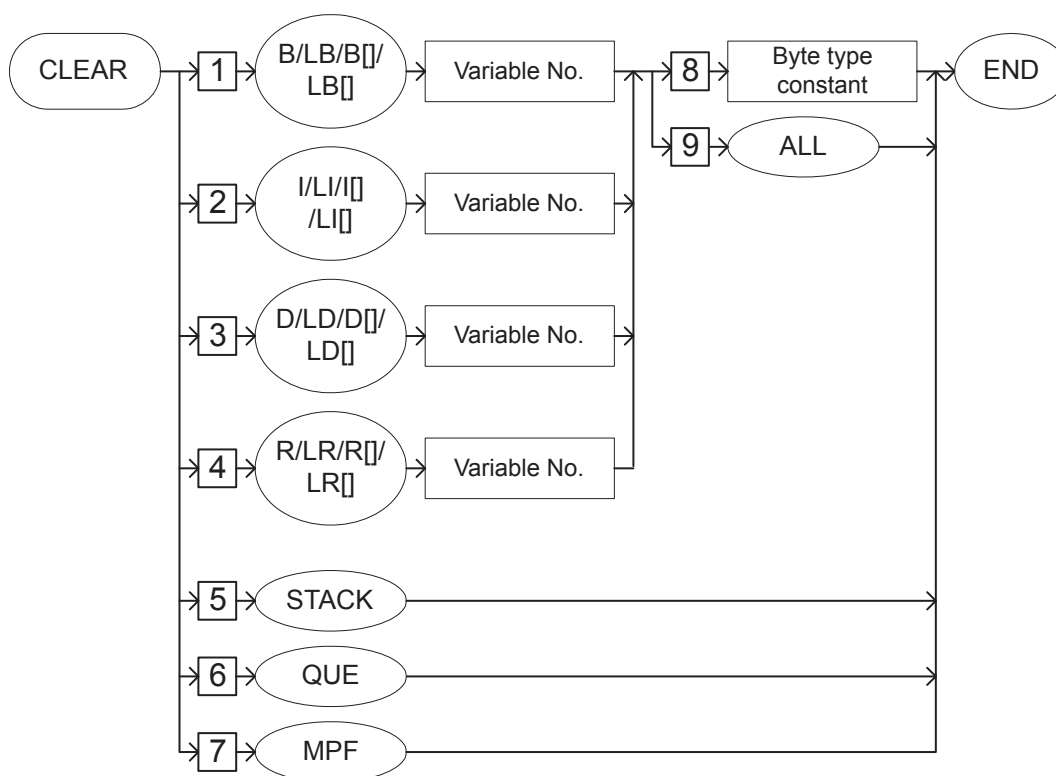 CLEAR
1
B/LB/B[]/
LB[]
Variable No.
8
Byte type
constant
END
9
ALL
2
I/LI/I[]
/LI[]
Variable No.
3
D/LD/D[]/
LD[]
Variable No.
4
R/LR/R[]/
LR[]
Variable No.
5
STACK
6
QUE
7
MPF